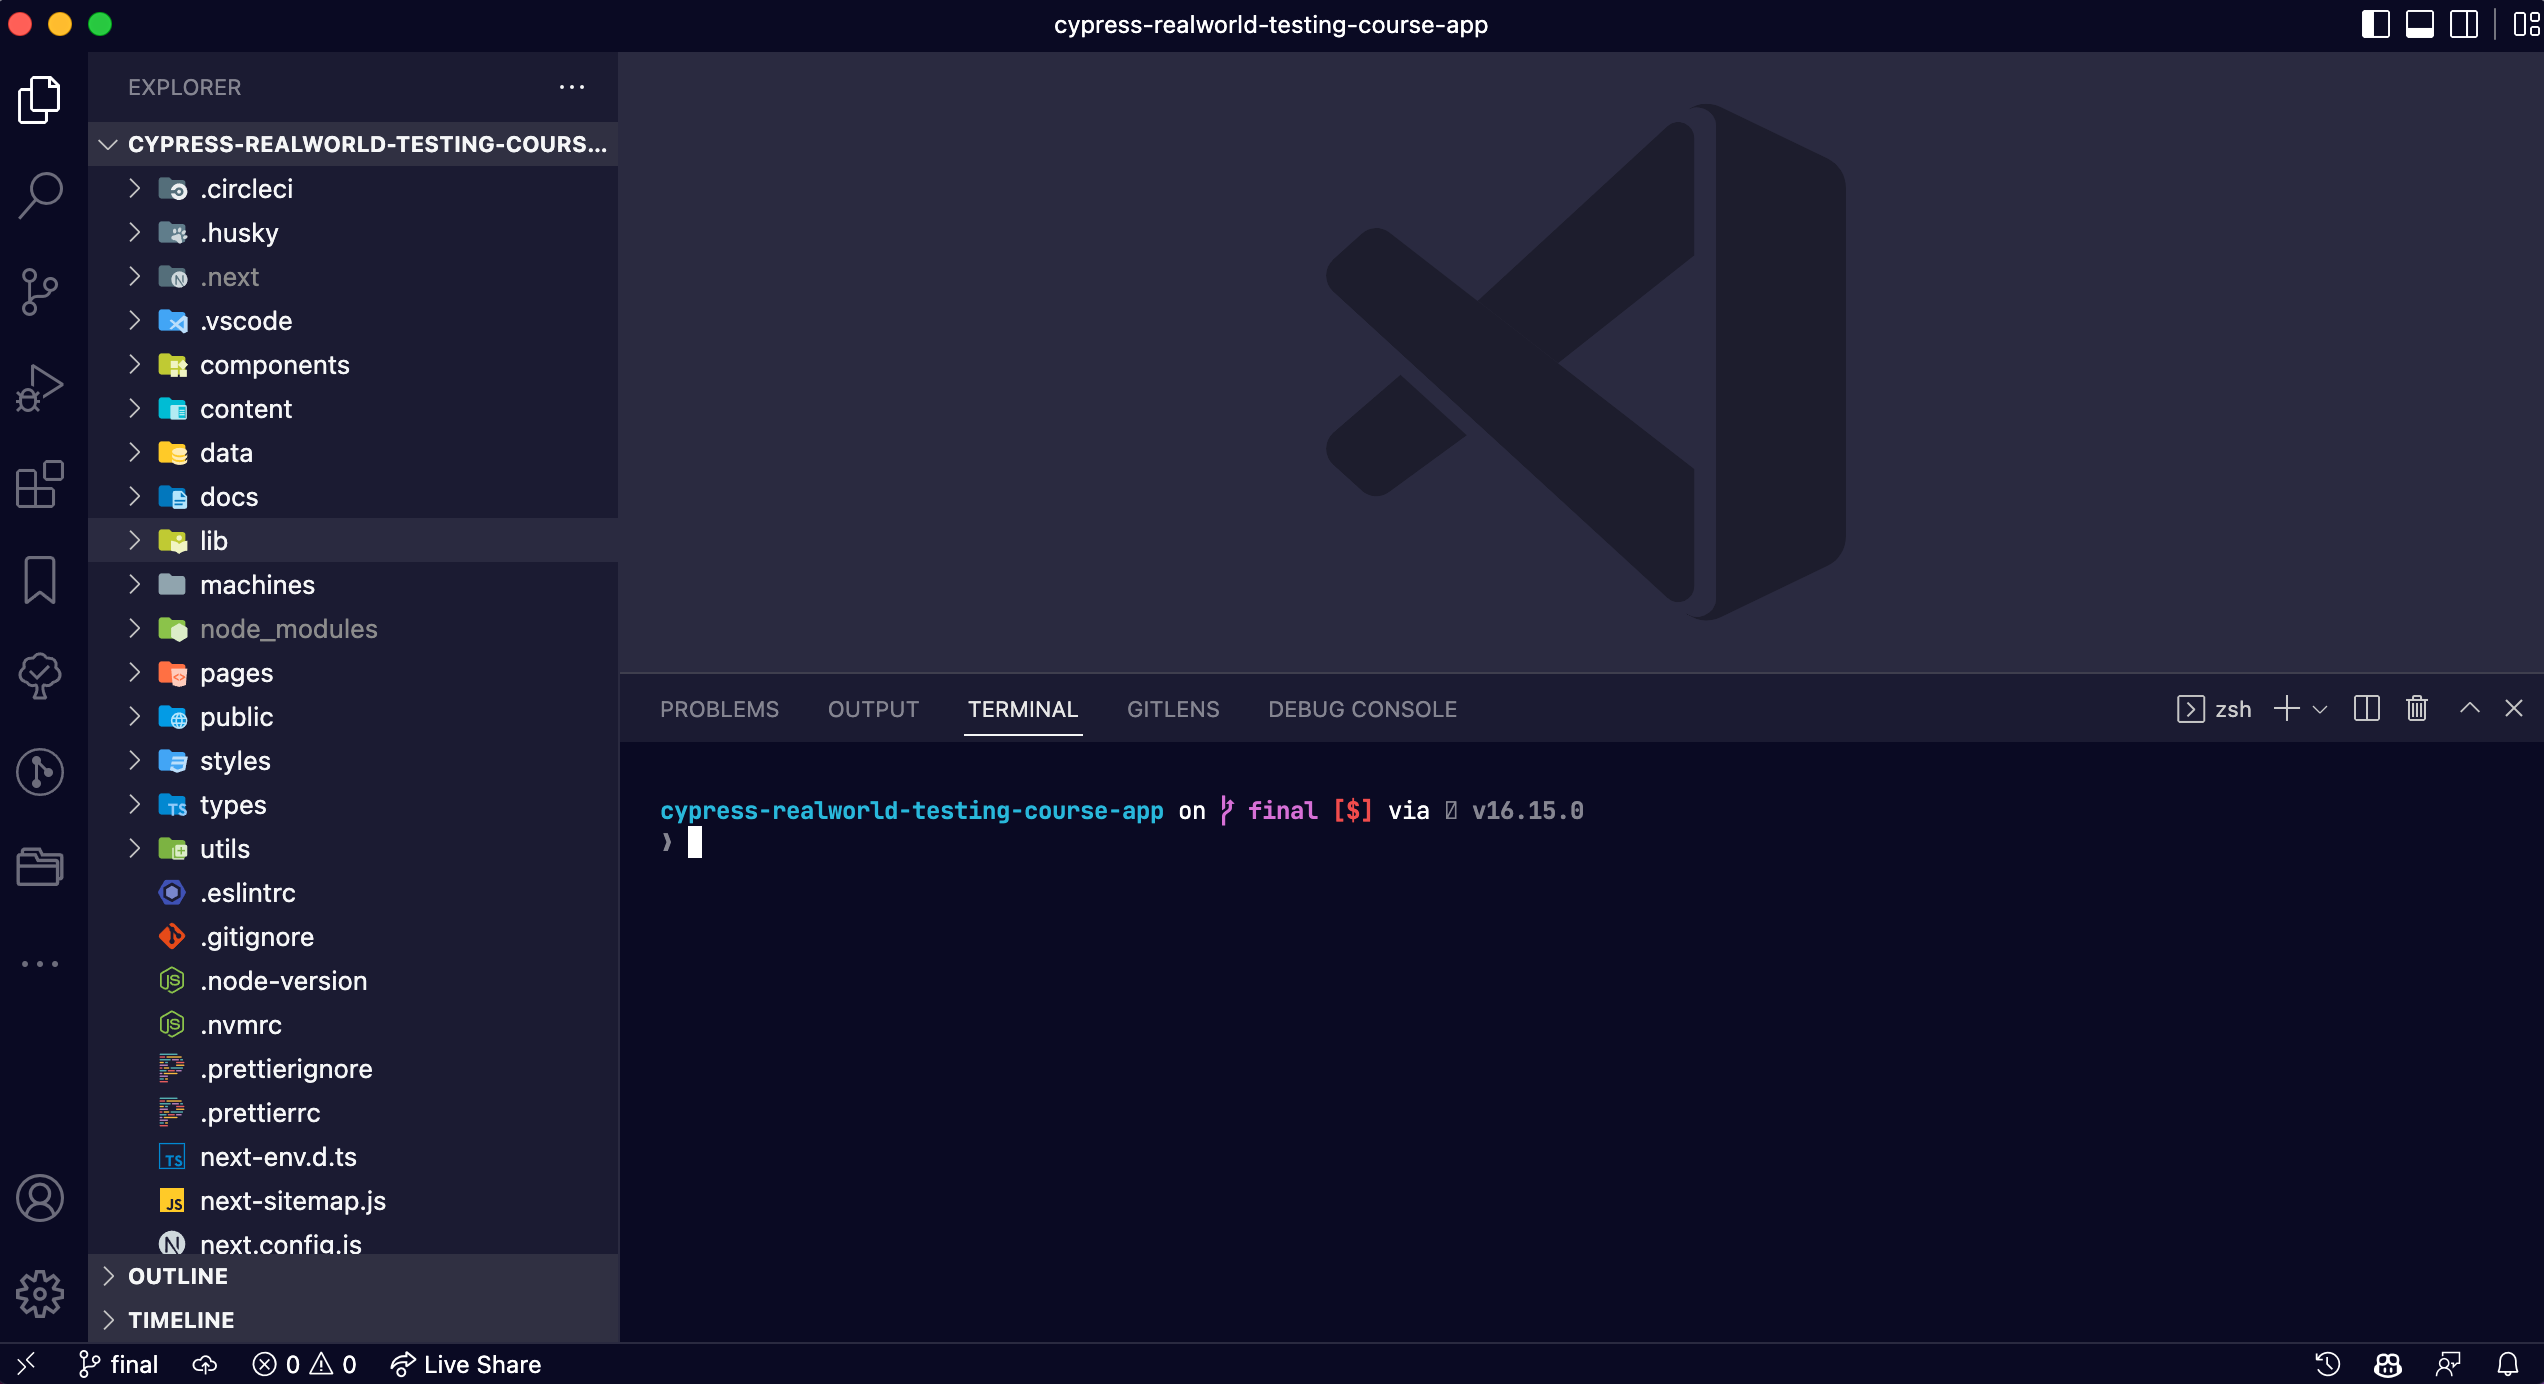 cypress-realworld-testing-course-app
EXPLORER
CYPRESS-REALWORLD-TESTING-COURS...
.circleci
.husky
.next
.vscode
components
content
data
docs
lib
machines
node_modules
pages
public
styles
types
utils
.eslintrc
.gitignore
.node-version
.nvmrc
.prettierignore
.prettierrc
next-env.d.ts
next-sitemap.js
next.config.js
OUTLINE
TIMELINE
PROBLEMS OUTPUT TERMINAL GITLENS DEBUG CONSOLE zsh
cypress-realworld-testing-course-app on final [$] via v16.15.0
❯
final 0 0 Live Share